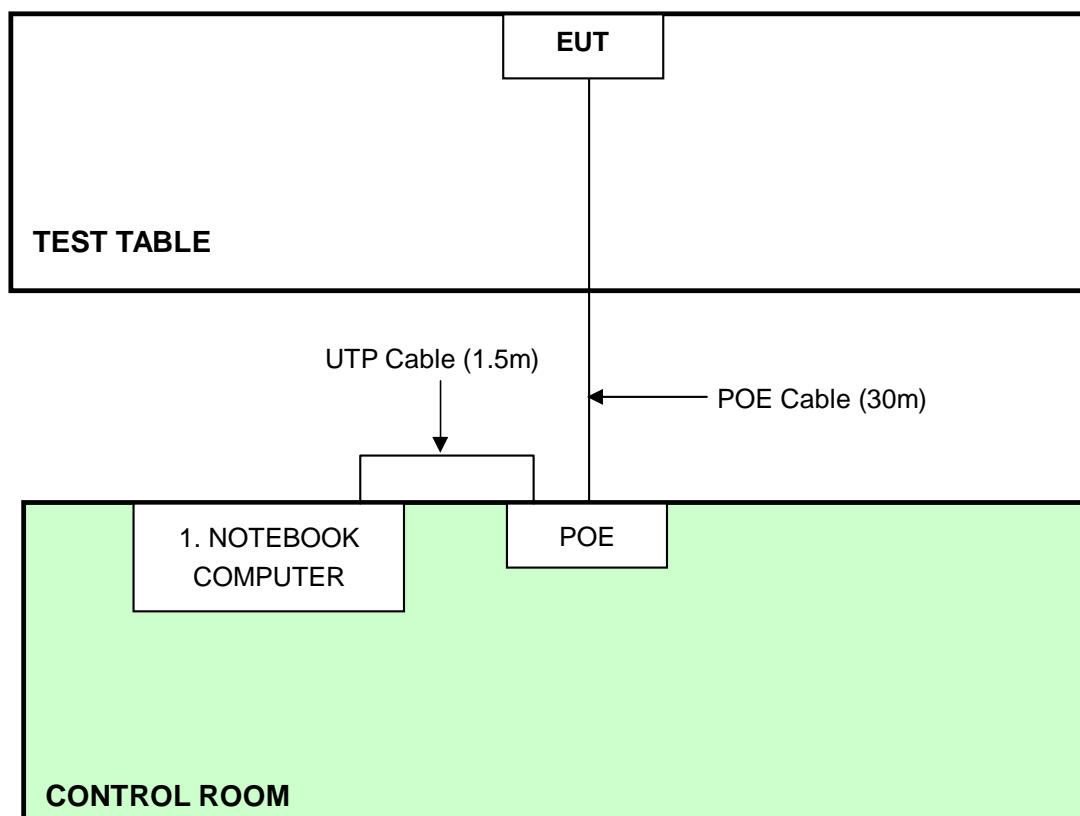 EUT
TEST TABLE
UTP Cable (1.5m)
POE Cable (30m)
1. NOTEBOOK
COMPUTER
POE
CONTROL ROOM